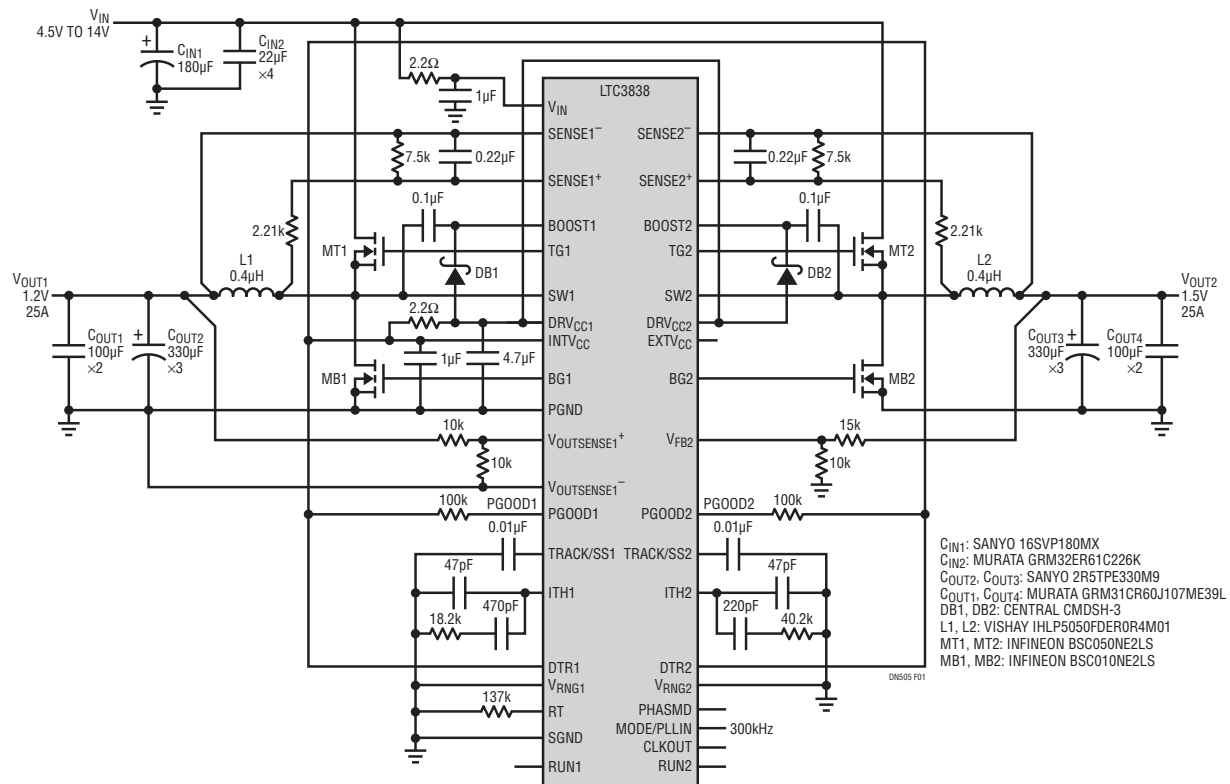 VIN
4.5V TO 14V
CIN1
180µF
CIN2
22µF
×4
2.2Ω
1µF
LTC3838
VIN
SENSE1–
SENSE2–
7.5k
0.22µF
0.22µF
7.5k
SENSE1+
SENSE2+
0.1µF
0.1µF
2.21k
2.21k
BOOST1
BOOST2
MT1
TG1
TG2
MT2
DB1
DB2
L1
0.4µH
L2
0.4µH
VOUT1
1.2V
25A
SW1
SW2
VOUT2
1.5V
25A
2.2Ω
DRVCC1
DRVCC2
INTVCC
EXTVCC
COUT1
100µF
×2
COUT2
330µF
×3
1µF
4.7µF
COUT3
330µF
×3
COUT4
100µF
×2
MB1
BG1
BG2
MB2
PGND
10k
VOUTSENSE1+
VFB2
15k
10k
10k
VOUTSENSE1–
100k
PGOOD1
PGOOD1
PGOOD2
PGOOD2
100k
0.01µF
0.01µF
TRACK/SS1
TRACK/SS2
47pF
47pF
ITH1
ITH2
18.2k
470pF
220pF
40.2k
DTR1
DTR2
VRNG1
VRNG2
137k
RT
PHASMD
MODE/PLLIN
300kHz
SGND
CLKOUT
RUN1
RUN2
CIN1: SANYO 16SVP180MX
CIN2: MURATA GRM32ER61C226K
COUT2, COUT3: SANYO 2R5TPE330M9
COUT1, COUT4: MURATA GRM31CR60J107ME39L
DB1, DB2: CENTRAL CMDSH-3
L1, L2: VISHAY IHLP5050FDER0R4M01
MT1, MT2: INFINEON BSC050NE2LS
MB1, MB2: INFINEON BSC010NE2LS
DN505 F01